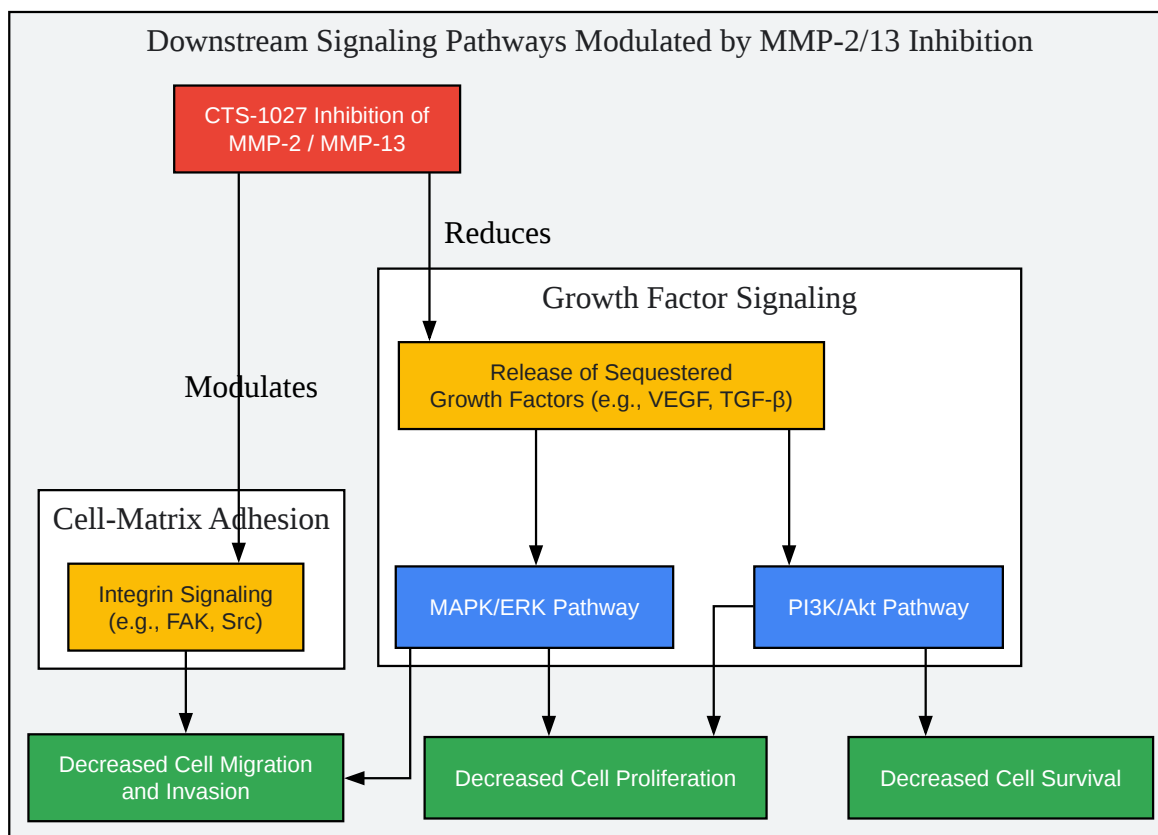 Downstream Signaling Pathways Modulated by MMP-2/13 Inhibition
CTS-1027 Inhibition of
MMP-2 / MMP-13
Reduces
Growth Factor Signaling
Release of Sequestered
Growth Factors (e.g., VEGF, TGF-β)
Modulates
Cell-Matrix Adhesion
Integrin Signaling
(e.g., FAK, Src)
MAPK/ERK Pathway
PI3K/Akt Pathway
Decreased Cell Migration
and Invasion
Decreased Cell Proliferation
Decreased Cell Survival